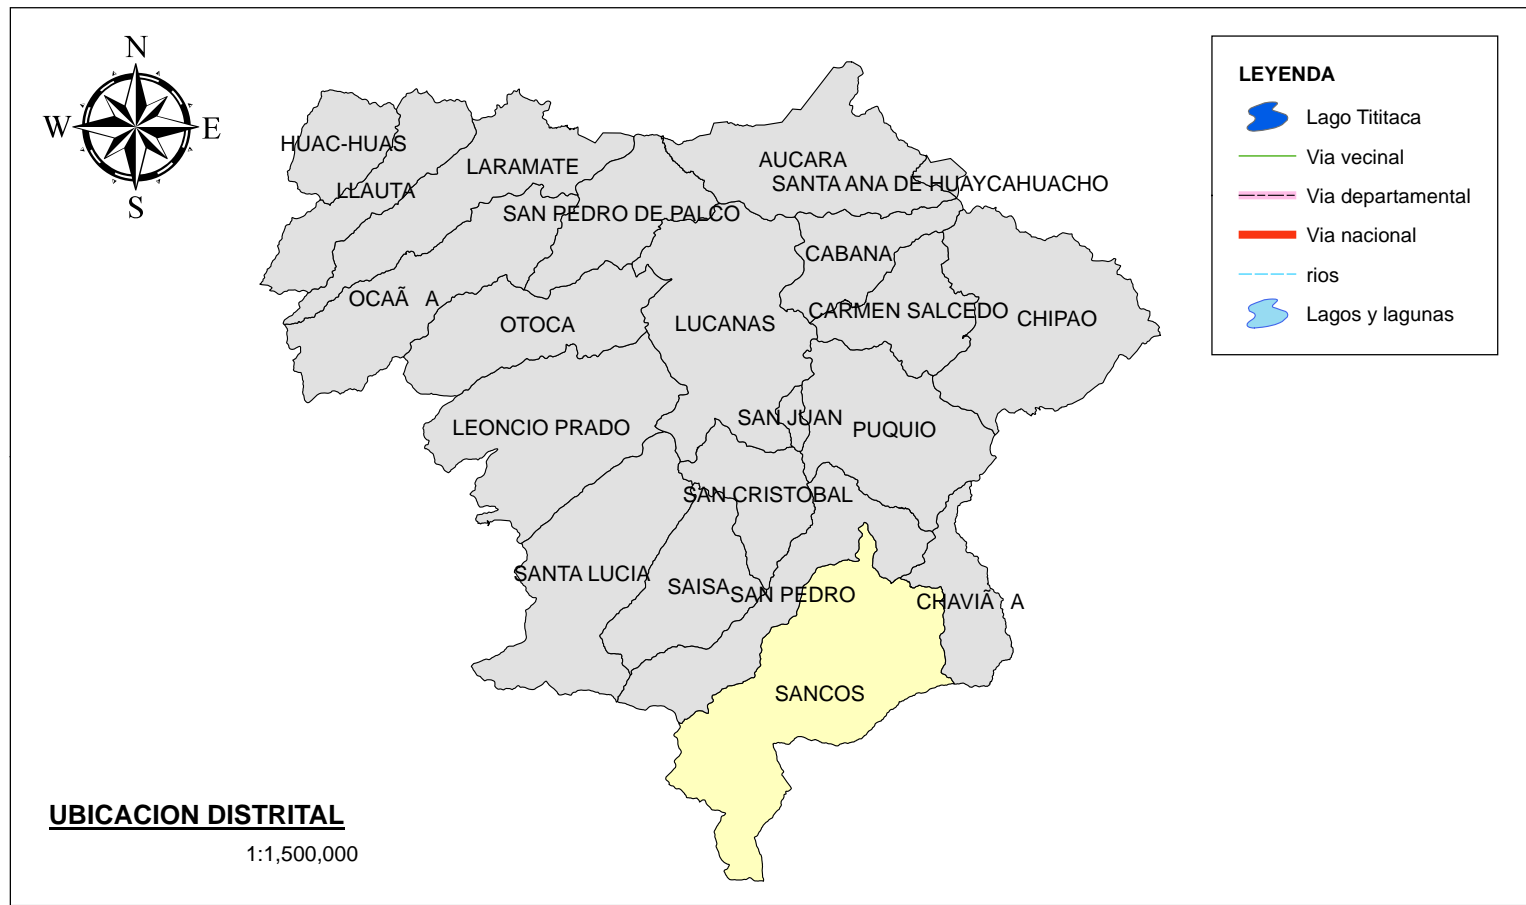 N
W
E
S
HUAC-HUAS
LLAUTA
LARAMATE
AUCARA
SANTA ANA DE HUAYCAHUACHO
SAN PEDRO DE PALCO
CABANA
OCAÃ A
OTOCA
LUCANAS
CARMEN SALCEDO
CHIPAO
LEONCIO PRADO
SAN JUAN
PUQUIO
SAN CRISTOBAL
SANTA LUCIA
SAISA
SAN PEDRO
CHAVIÃ A
SANCOS
LEYENDA
Lago Tititaca
Via vecinal
Via departamental
Via nacional
rios
Lagos y lagunas
UBICACION DISTRITAL
1:1,500,000